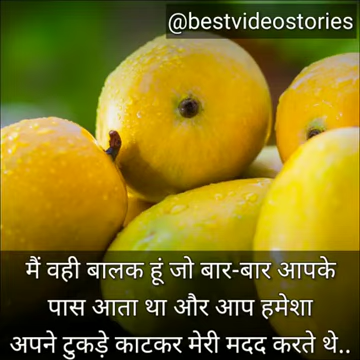 @bestvideostories
मैं वही बालक हूं जो बार-बार आपके
पास आता था और आप हमेशा
अपने टुकड़े काटकर मेरी मदद करते थे..